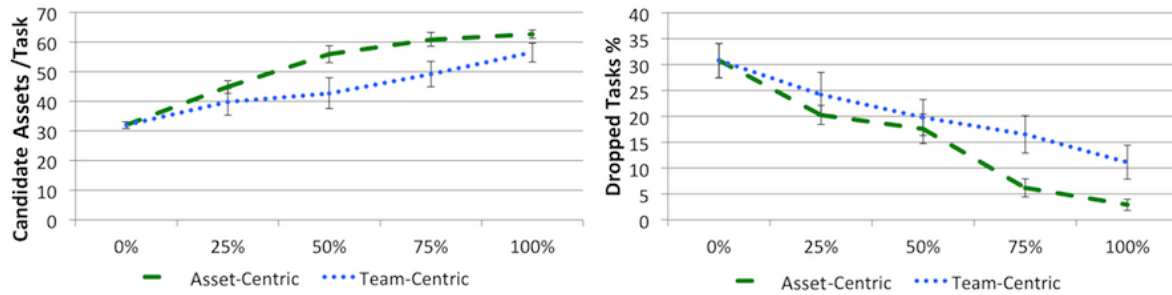 Candidate Assets /Task
70
60
50
40
30
20
10
0
0% 25% 50% 75% 100%
Asset-Centric Team-Centric
Dropped Tasks %
40
35
30
25
20
15
10
5
0
0% 25% 50% 75% 100%
Asset-Centric Team-Centric